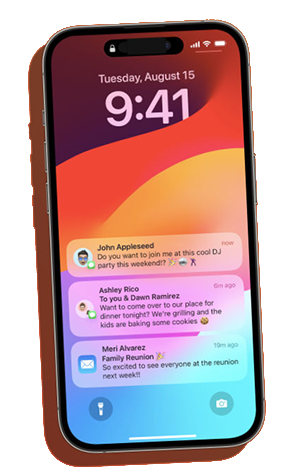 Tuesday, August 15
9:41
John Appleseed now
Do you want to join me at this cool DJ
party this weekend!? 🎉 🚙 🕺
Ashley Rico 6m ago
To you & Dawn Ramirez
Want to come over to our place for
dinner tonight? We're grilling and the
kids are baking some cookies 🍪
Meri Alvarez 19m ago
Family Reunion 🎉
So excited to see everyone at the reunion
next week!!